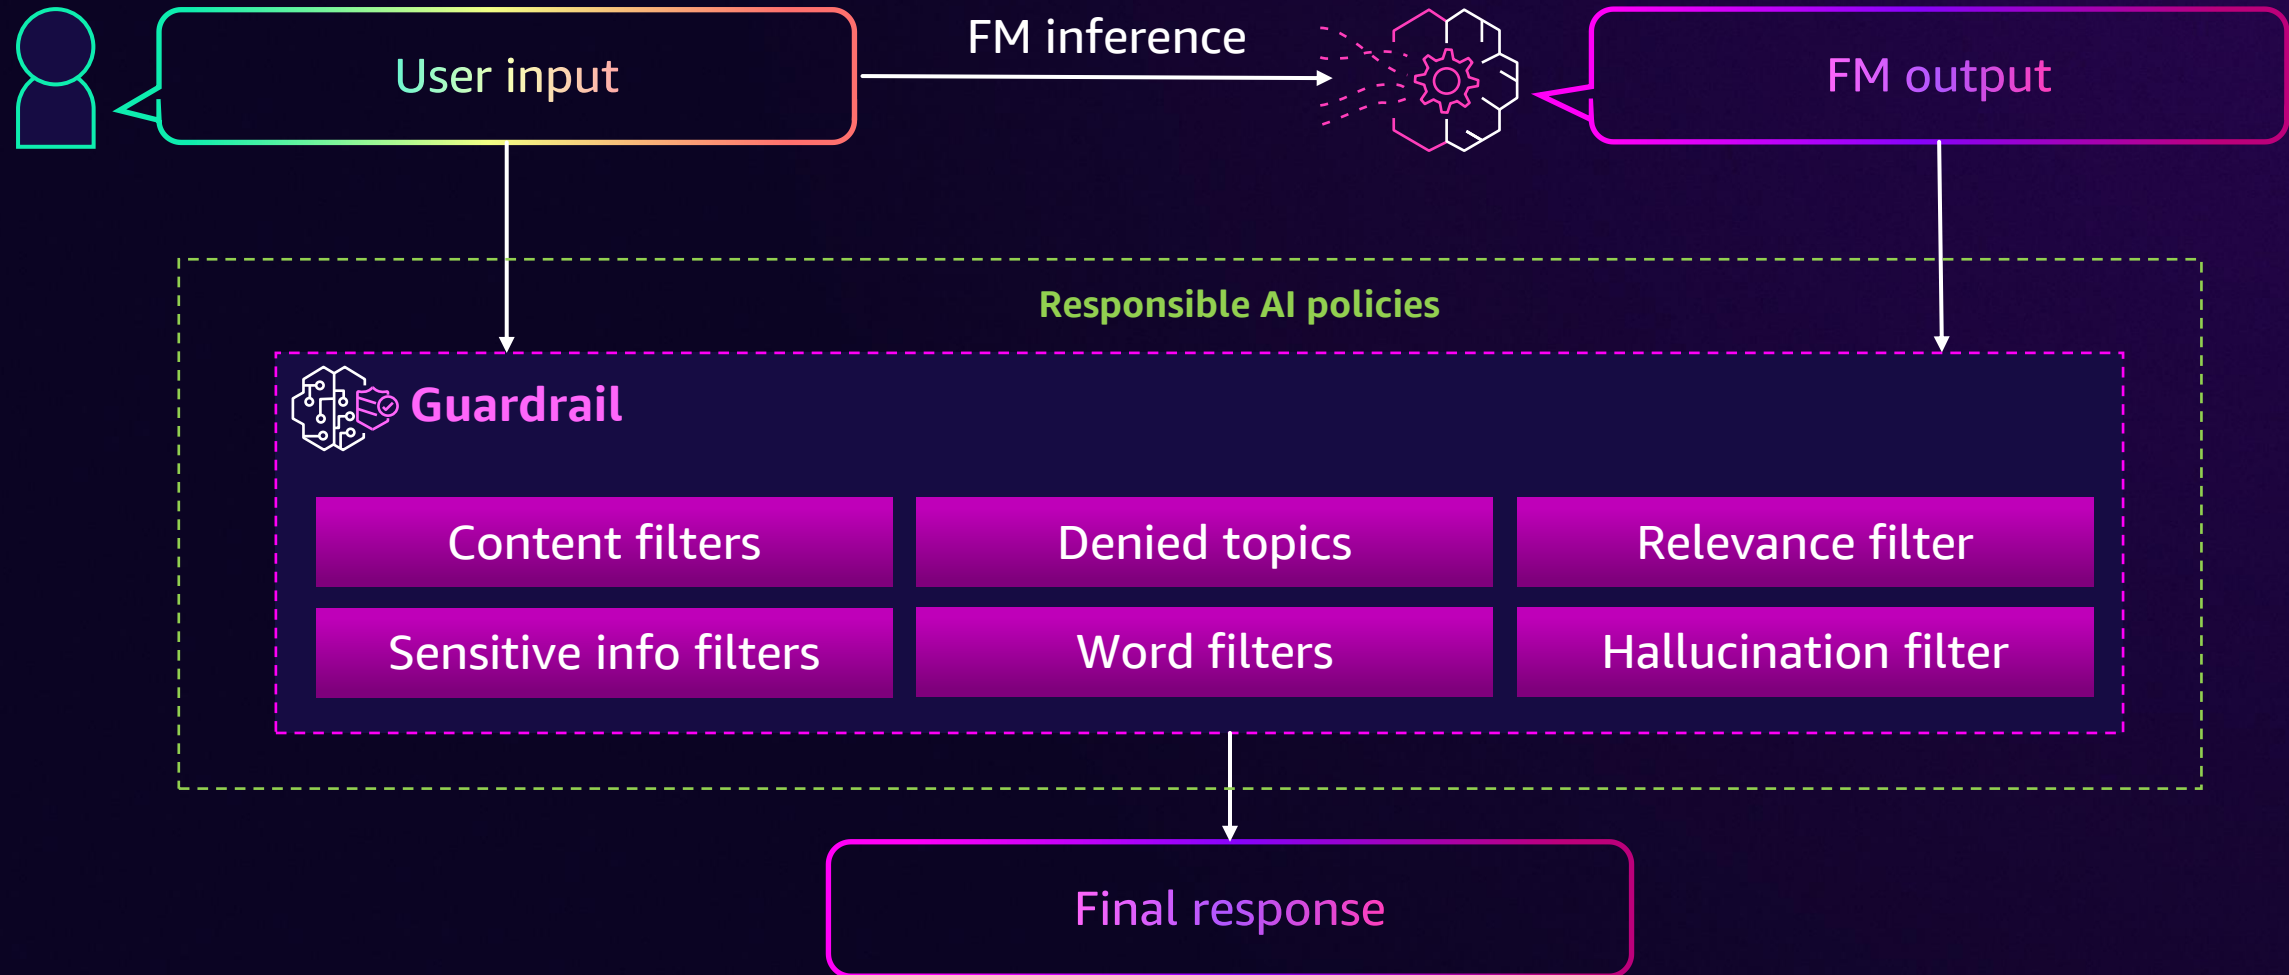 User input
FM inference
FM output
Responsible AI policies
Guardrail
Content filters
Denied topics
Relevance filter
Sensitive info filters
Word filters
Hallucination filter
Final response